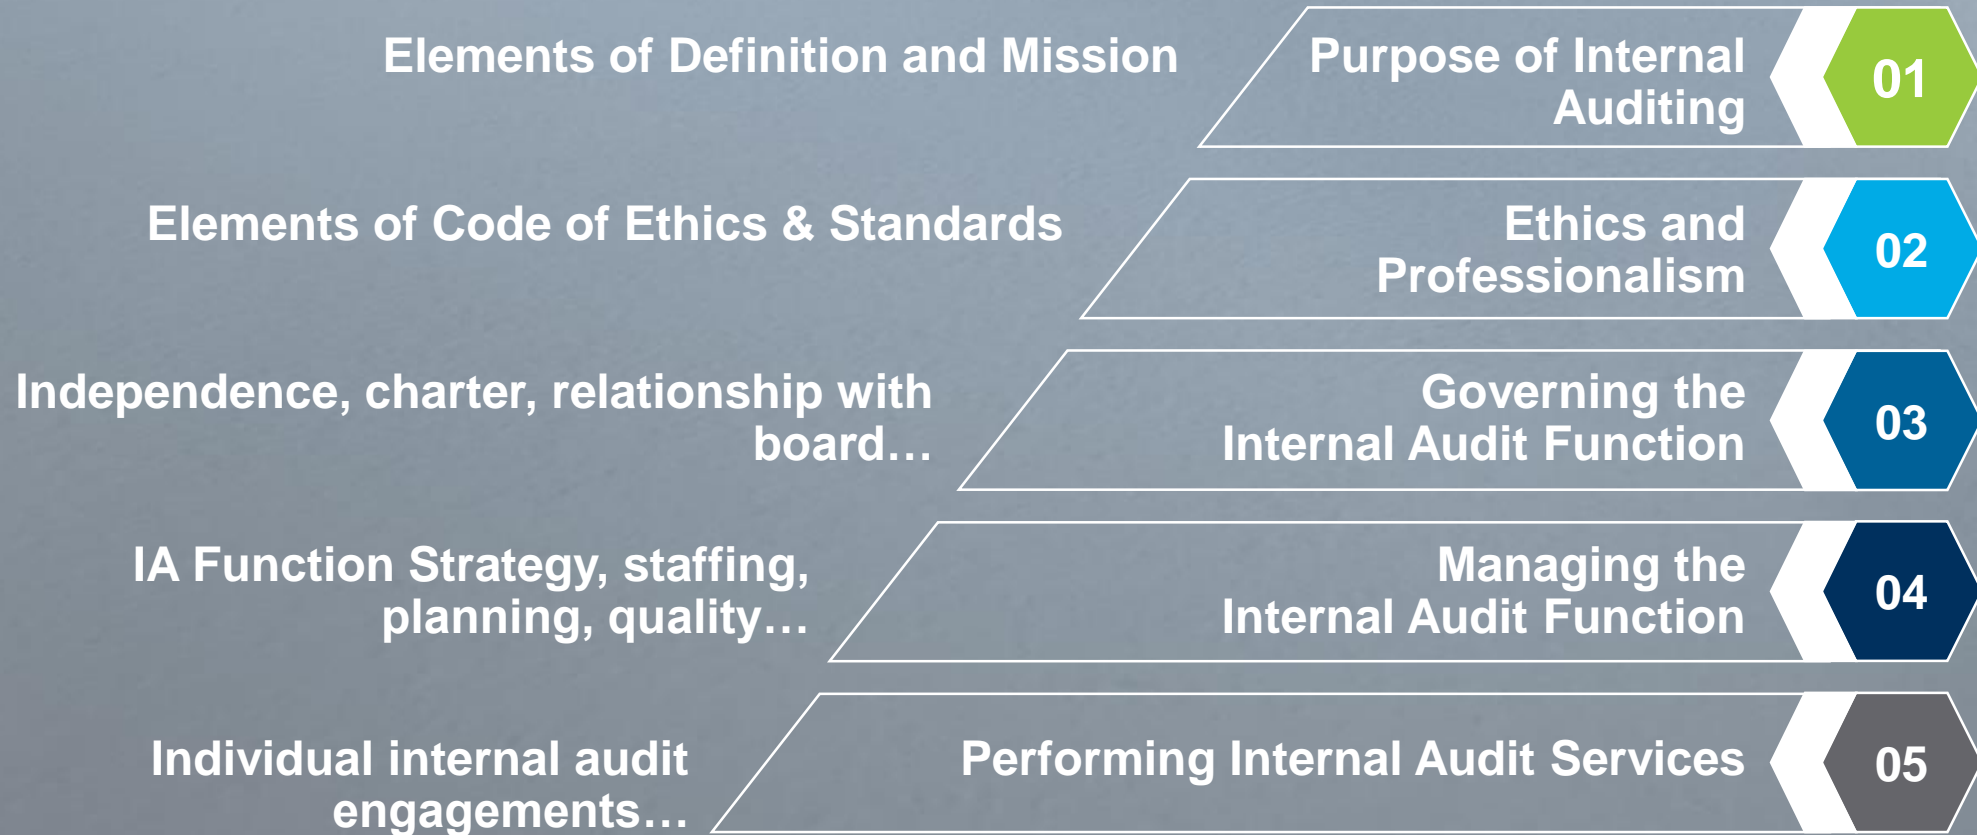 Elements of Definition and Mission
Purpose of Internal
Auditing
01
Elements of Code of Ethics & Standards
Ethics and
Professionalism
02
Independence, charter, relationship with
board…
Governing the
Internal Audit Function
03
IA Function Strategy, staffing,
planning, quality…
Managing the
Internal Audit Function
04
Individual internal audit
engagements…
Performing Internal Audit Services
05